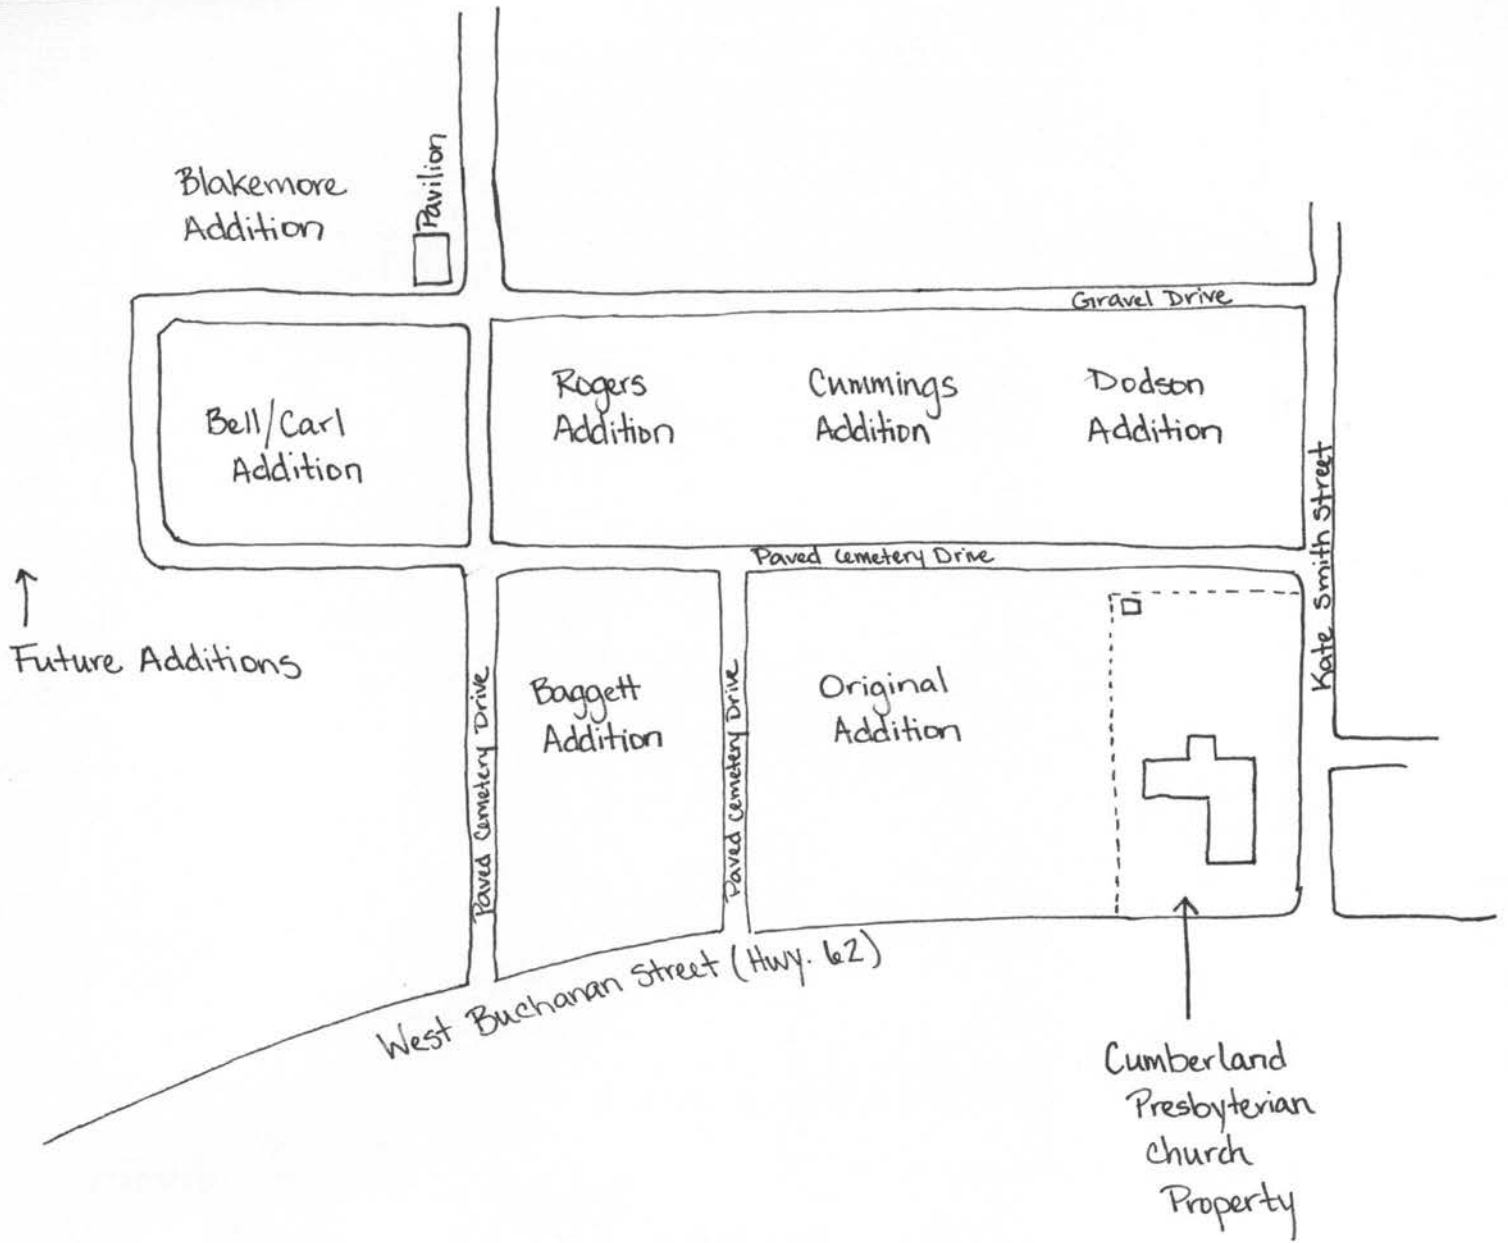 Pavilion
Blakemore
Addition
Gravel Drive
Rogers
Addition
Cummings
Addition
Dodson
Addition
Bell/Carl
Addition
Kate Smith Street
Paved Cemetery Drive
Future Additions
Paved Cemetery Drive
Baggett
Addition
Paved Cemetery Drive
Original
Addition
West Buchanan Street (Hwy. 62)
Cumberland
Presbyterian
Church
Property